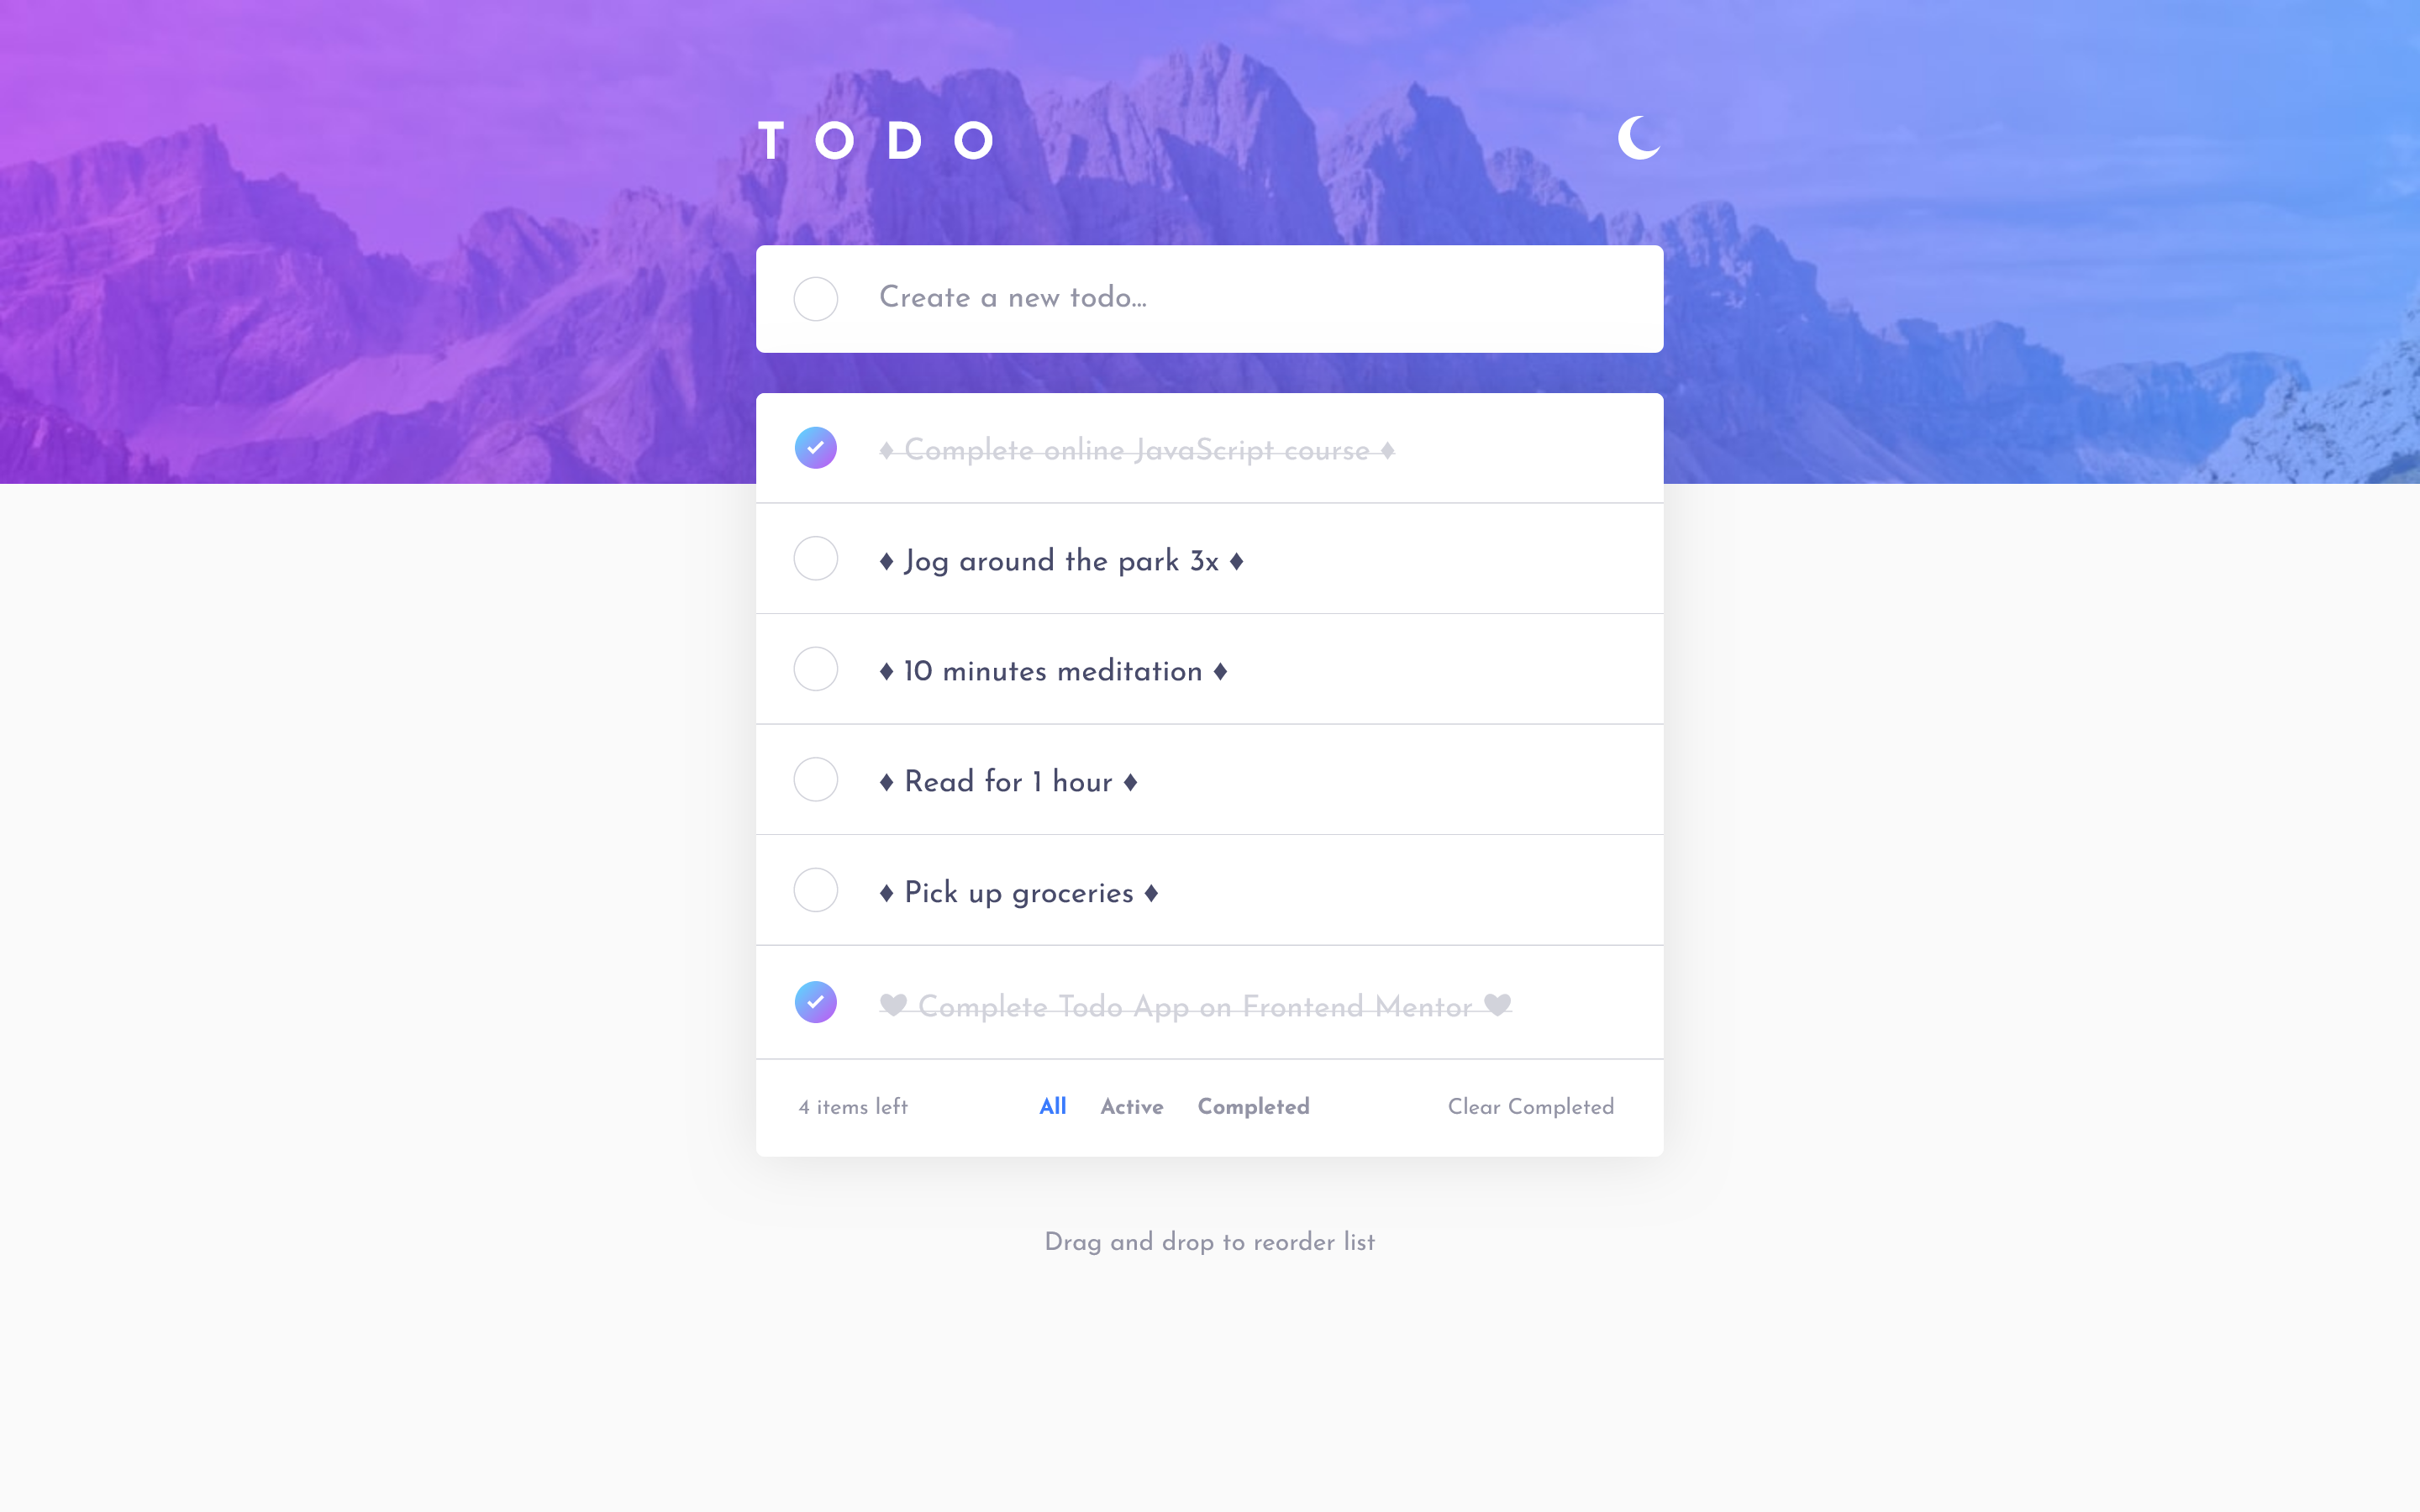 TODO
Create a new todo...
♦ Complete online JavaScript course ♦
♦ Jog around the park 3x ♦
♦ 10 minutes meditation ♦
♦ Read for 1 hour ♦
♦ Pick up groceries ♦
♥ Complete Todo App on Frontend Mentor ♥
4 items left All Active Completed Clear Completed
Drag and drop to reorder list